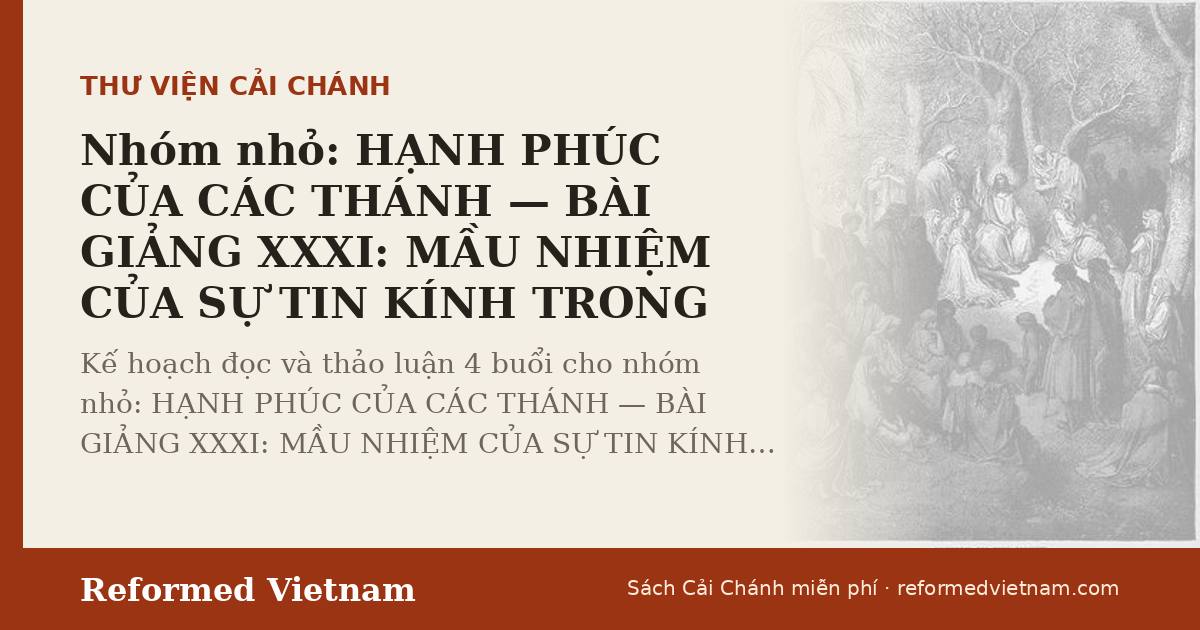 THƯ VIỆN CẢI CHÁNH
Nhóm nhỏ: HẠNH PHÚC
CỦA CÁC THÁNH — BÀI
GIẢNG XXXI: MẦU NHIỆM
CỦA SỰ TIN KÍNH TRONG
Kế hoạch đọc và thảo luận 4 buổi cho nhóm
nhỏ: HẠNH PHÚC CỦA CÁC THÁNH — BÀI
GIẢNG XXXI: MẦU NHIỆM CỦA SỰ TIN KÍNH...
Reformed Vietnam
Sách Cải Chánh miễn phí · reformedvietnam.com